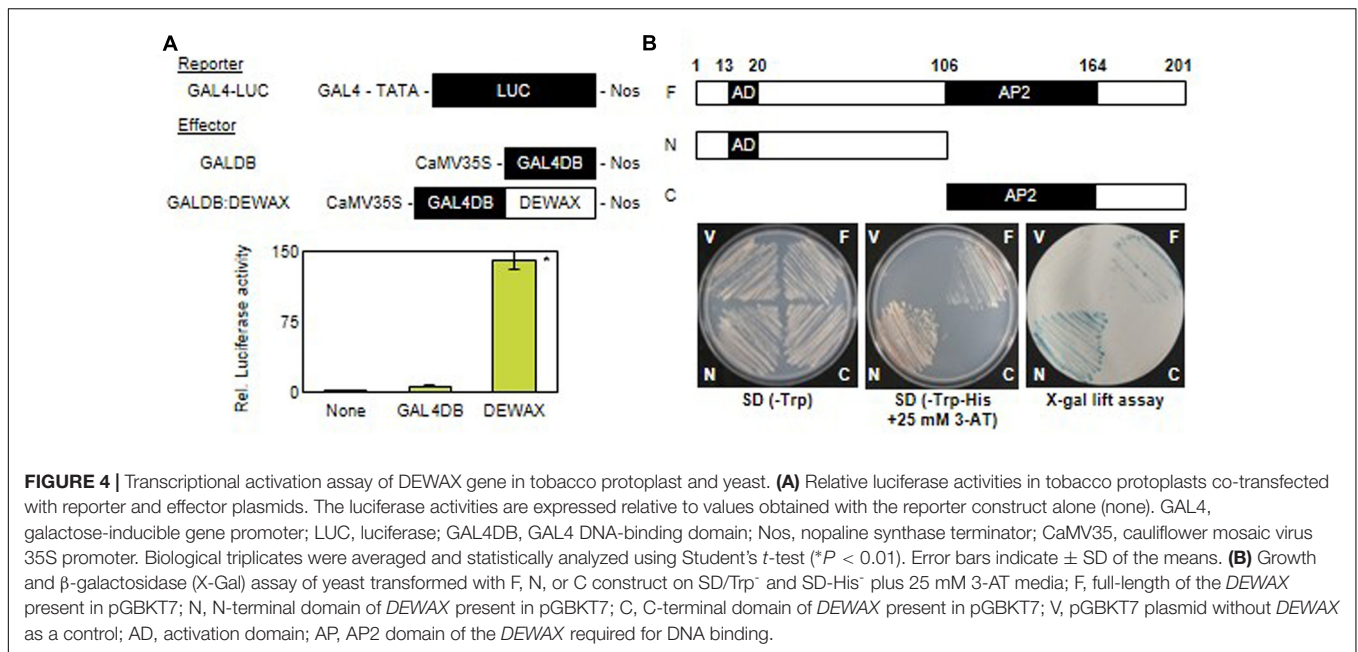 A
Reporter
GAL4-LUC GAL4 - TATA - LUC - Nos
Effector
GALDB CaMV35S - GAL4DB - Nos
GALDB:DEWAX CaMV35S - GAL4DB DEWAX - Nos
Rel. Luciferase activity
150
75
0
*
None GAL4DB DEWAX
B
1 13 20 106 164 201
F AD AP2
N AD
C AP2
V F
N C
SD (-Trp)
V F
N C
SD (-Trp-His
+25 mM 3-AT)
V F
N C
X-gal lift assay
FIGURE 4 | Transcriptional activation assay of DEWAX gene in tobacco protoplast and yeast. (A) Relative luciferase activities in tobacco protoplasts co-transfected
with reporter and effector plasmids. The luciferase activities are expressed relative to values obtained with the reporter construct alone (none). GAL4,
galactose-inducible gene promoter; LUC, luciferase; GAL4DB, GAL4 DNA-binding domain; Nos, nopaline synthase terminator; CaMV35, cauliflower mosaic virus
35S promoter. Biological triplicates were averaged and statistically analyzed using Student's t-test (*P < 0.01). Error bars indicate ± SD of the means. (B) Growth
and β-galactosidase (X-Gal) assay of yeast transformed with F, N, or C construct on SD/Trp⁻ and SD-His⁻ plus 25 mM 3-AT media; F, full-length of the DEWAX
present in pGBKT7; N, N-terminal domain of DEWAX present in pGBKT7; C, C-terminal domain of DEWAX present in pGBKT7; V, pGBKT7 plasmid without DEWAX
as a control; AD, activation domain; AP, AP2 domain of the DEWAX required for DNA binding.